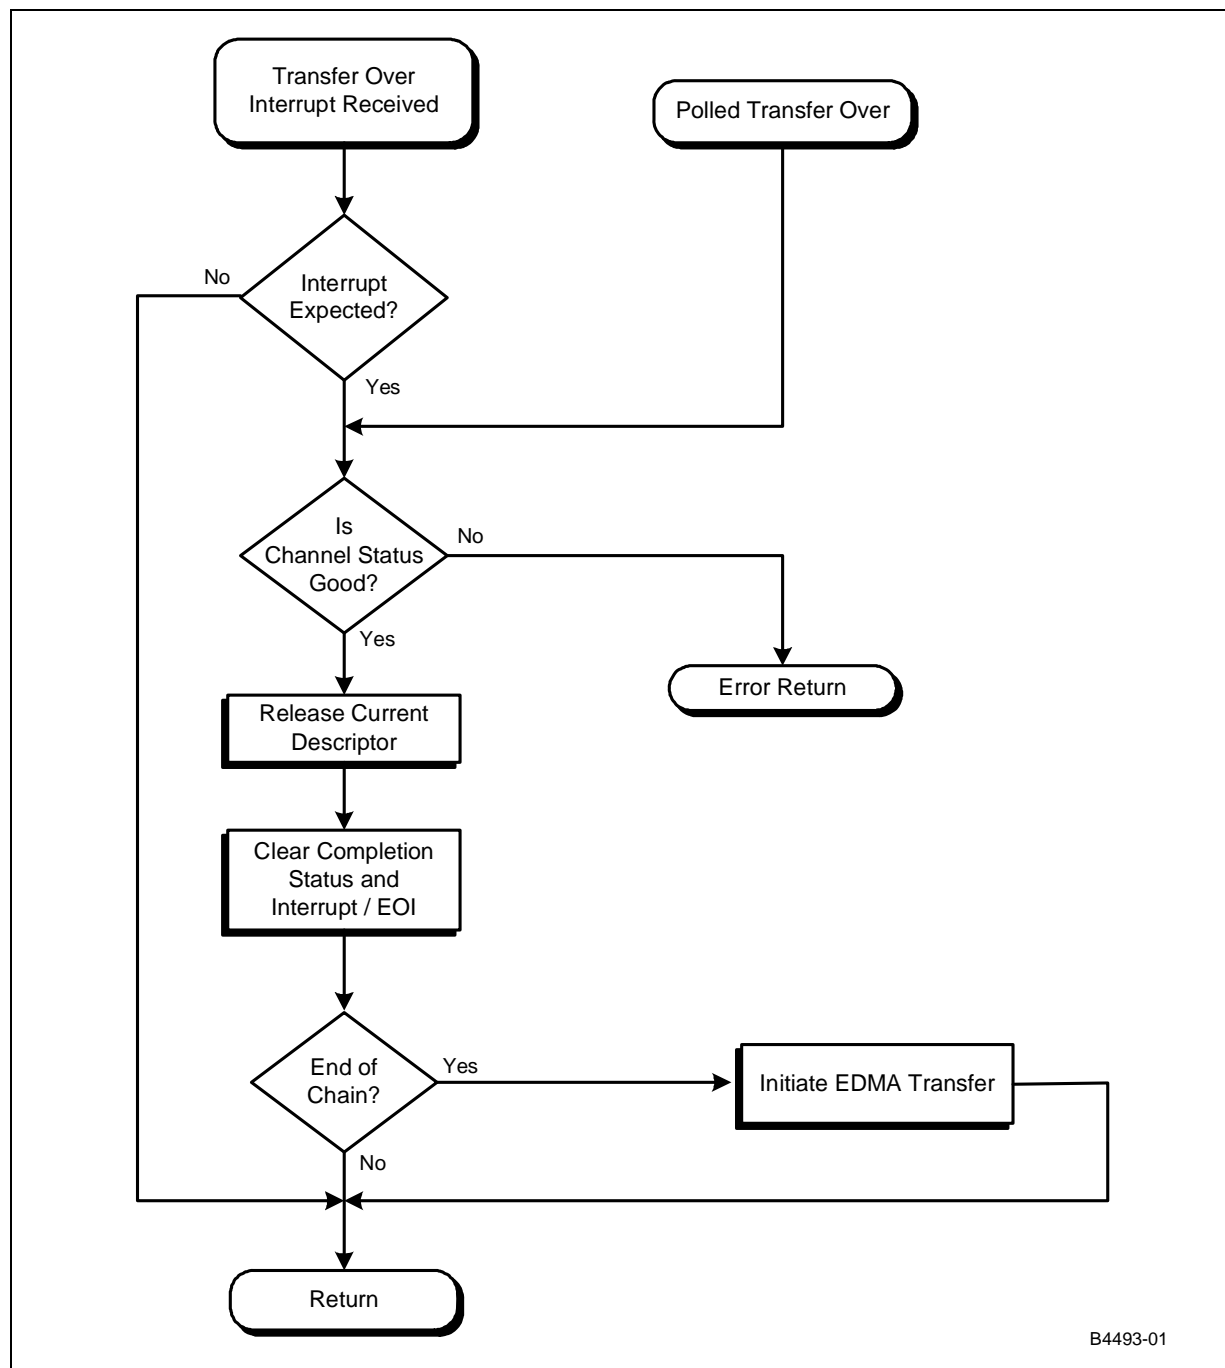 Transfer Over
Interrupt Received
Polled Transfer Over
No
Interrupt
Expected?
Yes
Is
Channel Status
Good?
No
Yes
Error Return
Release Current
Descriptor
Clear Completion
Status and
Interrupt / EOI
End of
Chain?
Yes
Initiate EDMA Transfer
No
Return
B4493-01